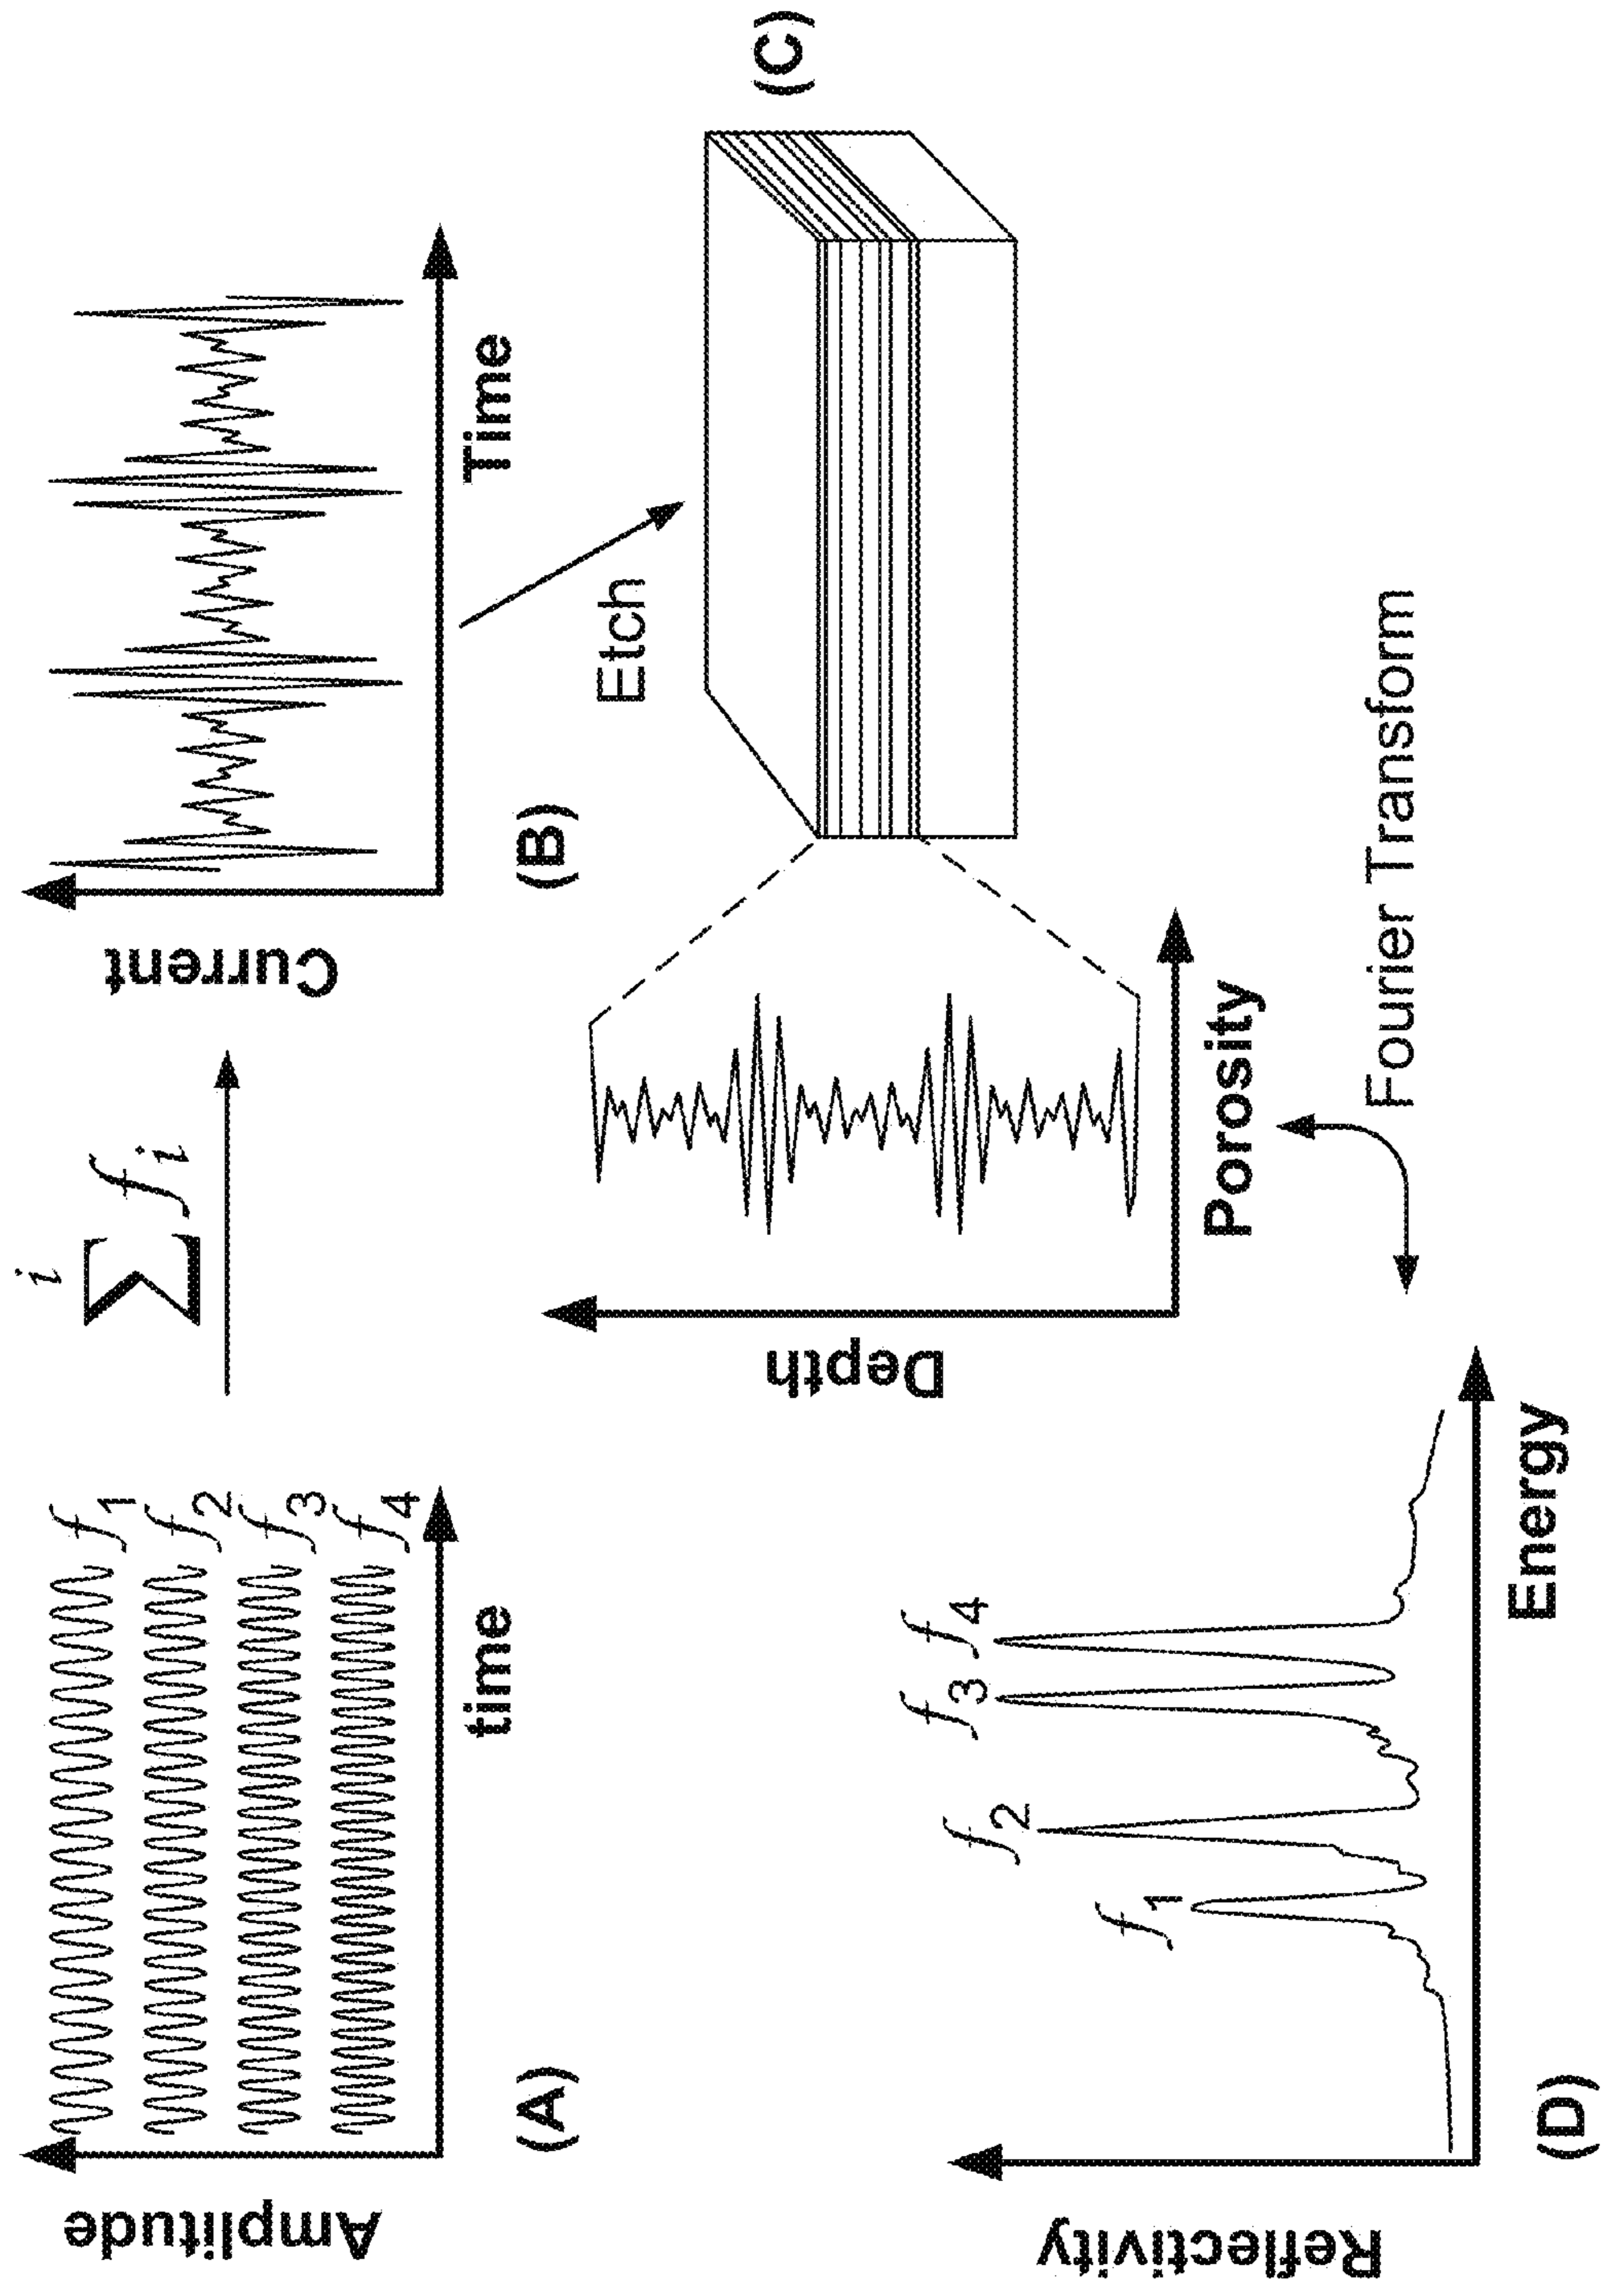 Amplitude
f1
f2
f3
f4
time
(A)
i
∑ fi
Current
Time
(B)
Etch
(C)
Depth
Porosity
Fourier Transform
Reflectivity
f1
f2
f3
f4
Energy
(D)